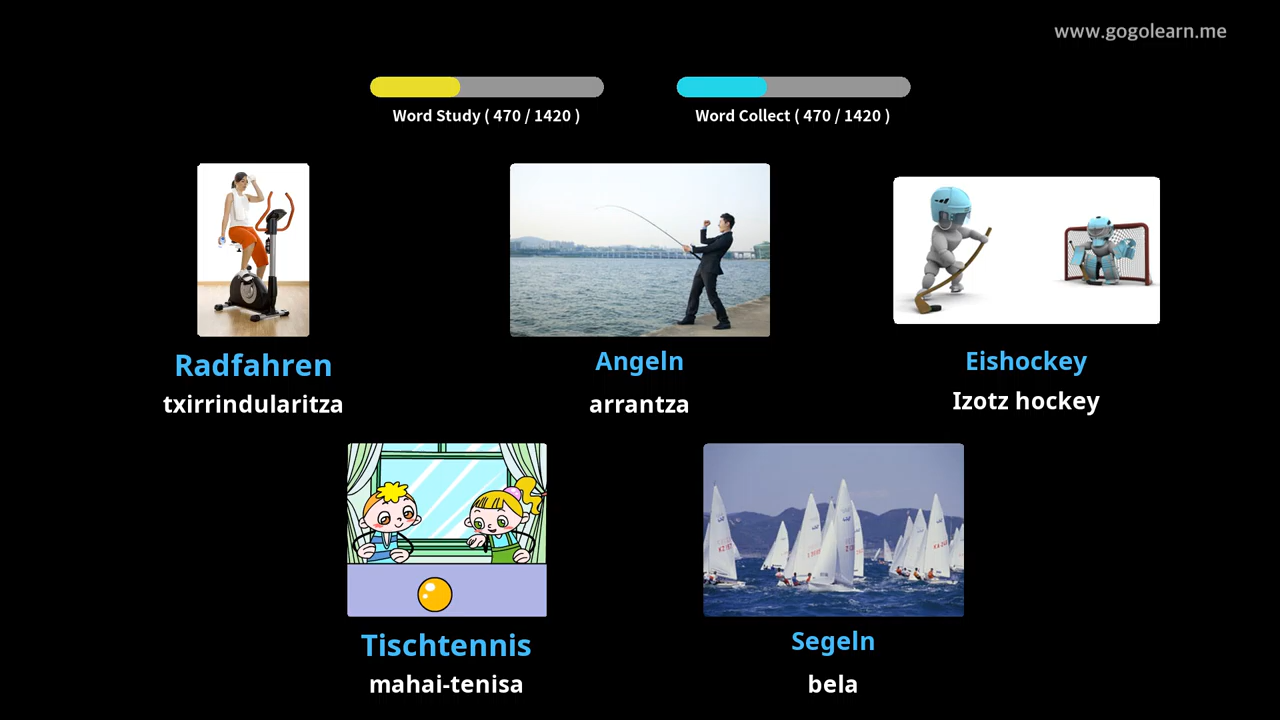 www.gogolearn.me
Word Study ( 470 / 1420 )
Word Collect ( 470 / 1420 )
Radfahren
txirrindularitza
Angeln
arrantza
Eishockey
Izotz hockey
Tischtennis
mahai-tenisa
Segeln
bela